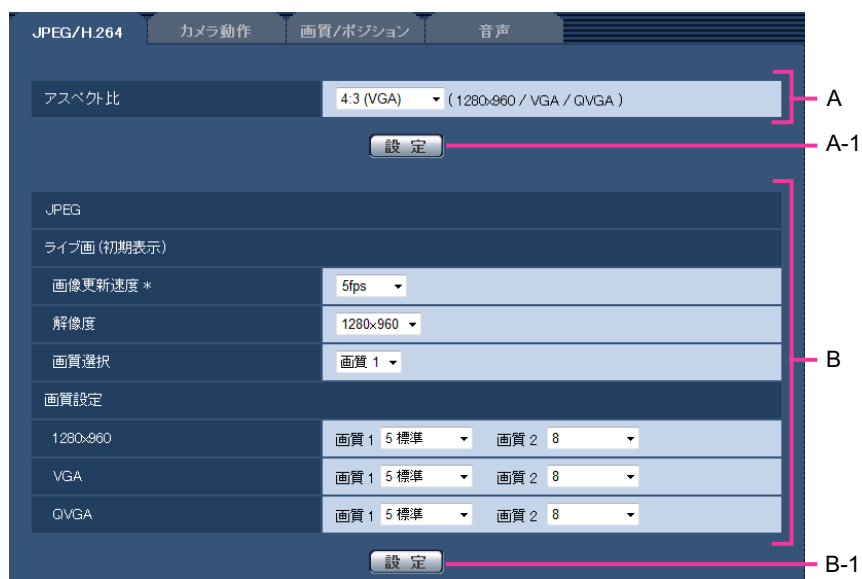 JPEG/H.264 カメラ動作 画質/ポジション 音声
アスペクト比 4:3 (VGA) (1280x960 / VGA / QVGA) A
設 定 A-1
JPEG
ライブ画 (初期表示)
画像更新速度 * 5fps
解像度 1280x960
画質選択 画質 1 B
画質設定
1280x960 画質 1 5 標準 画質 2 8
VGA 画質 1 5 標準 画質 2 8
QVGA 画質 1 5 標準 画質 2 8
設 定 B-1